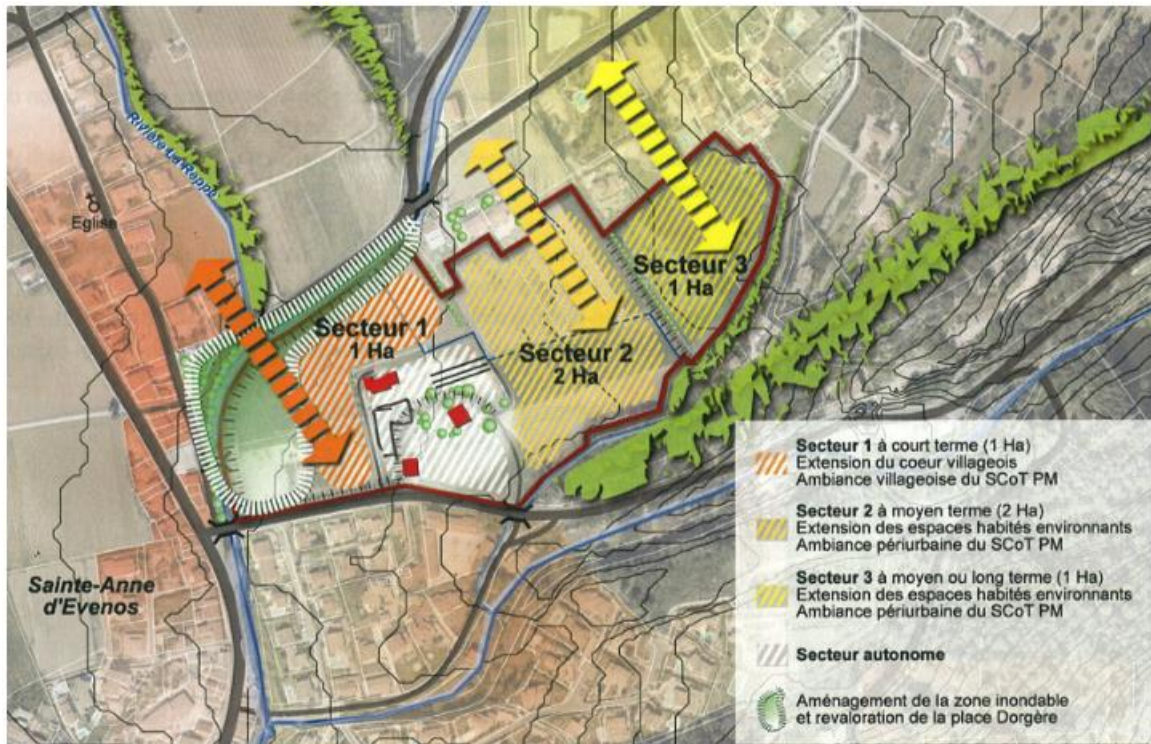 Rivière La Reppe
Eglise
Secteur 1
1 Ha
Secteur 2
2 Ha
Secteur 3
1 Ha
Sainte-Anne
d'Evenos
Secteur 1 à court terme (1 Ha)
Extension du coeur villageois
Ambiance villageoise du SCoT PM
Secteur 2 à moyen terme (2 Ha)
Extension des espaces habités environnants
Ambiance périurbaine du SCoT PM
Secteur 3 à moyen ou long terme (1 Ha)
Extension des espaces habités environnants
Ambiance périurbaine du SCoT PM
Secteur autonome
Aménagement de la zone inondable
et revaloration de la place Dorgère